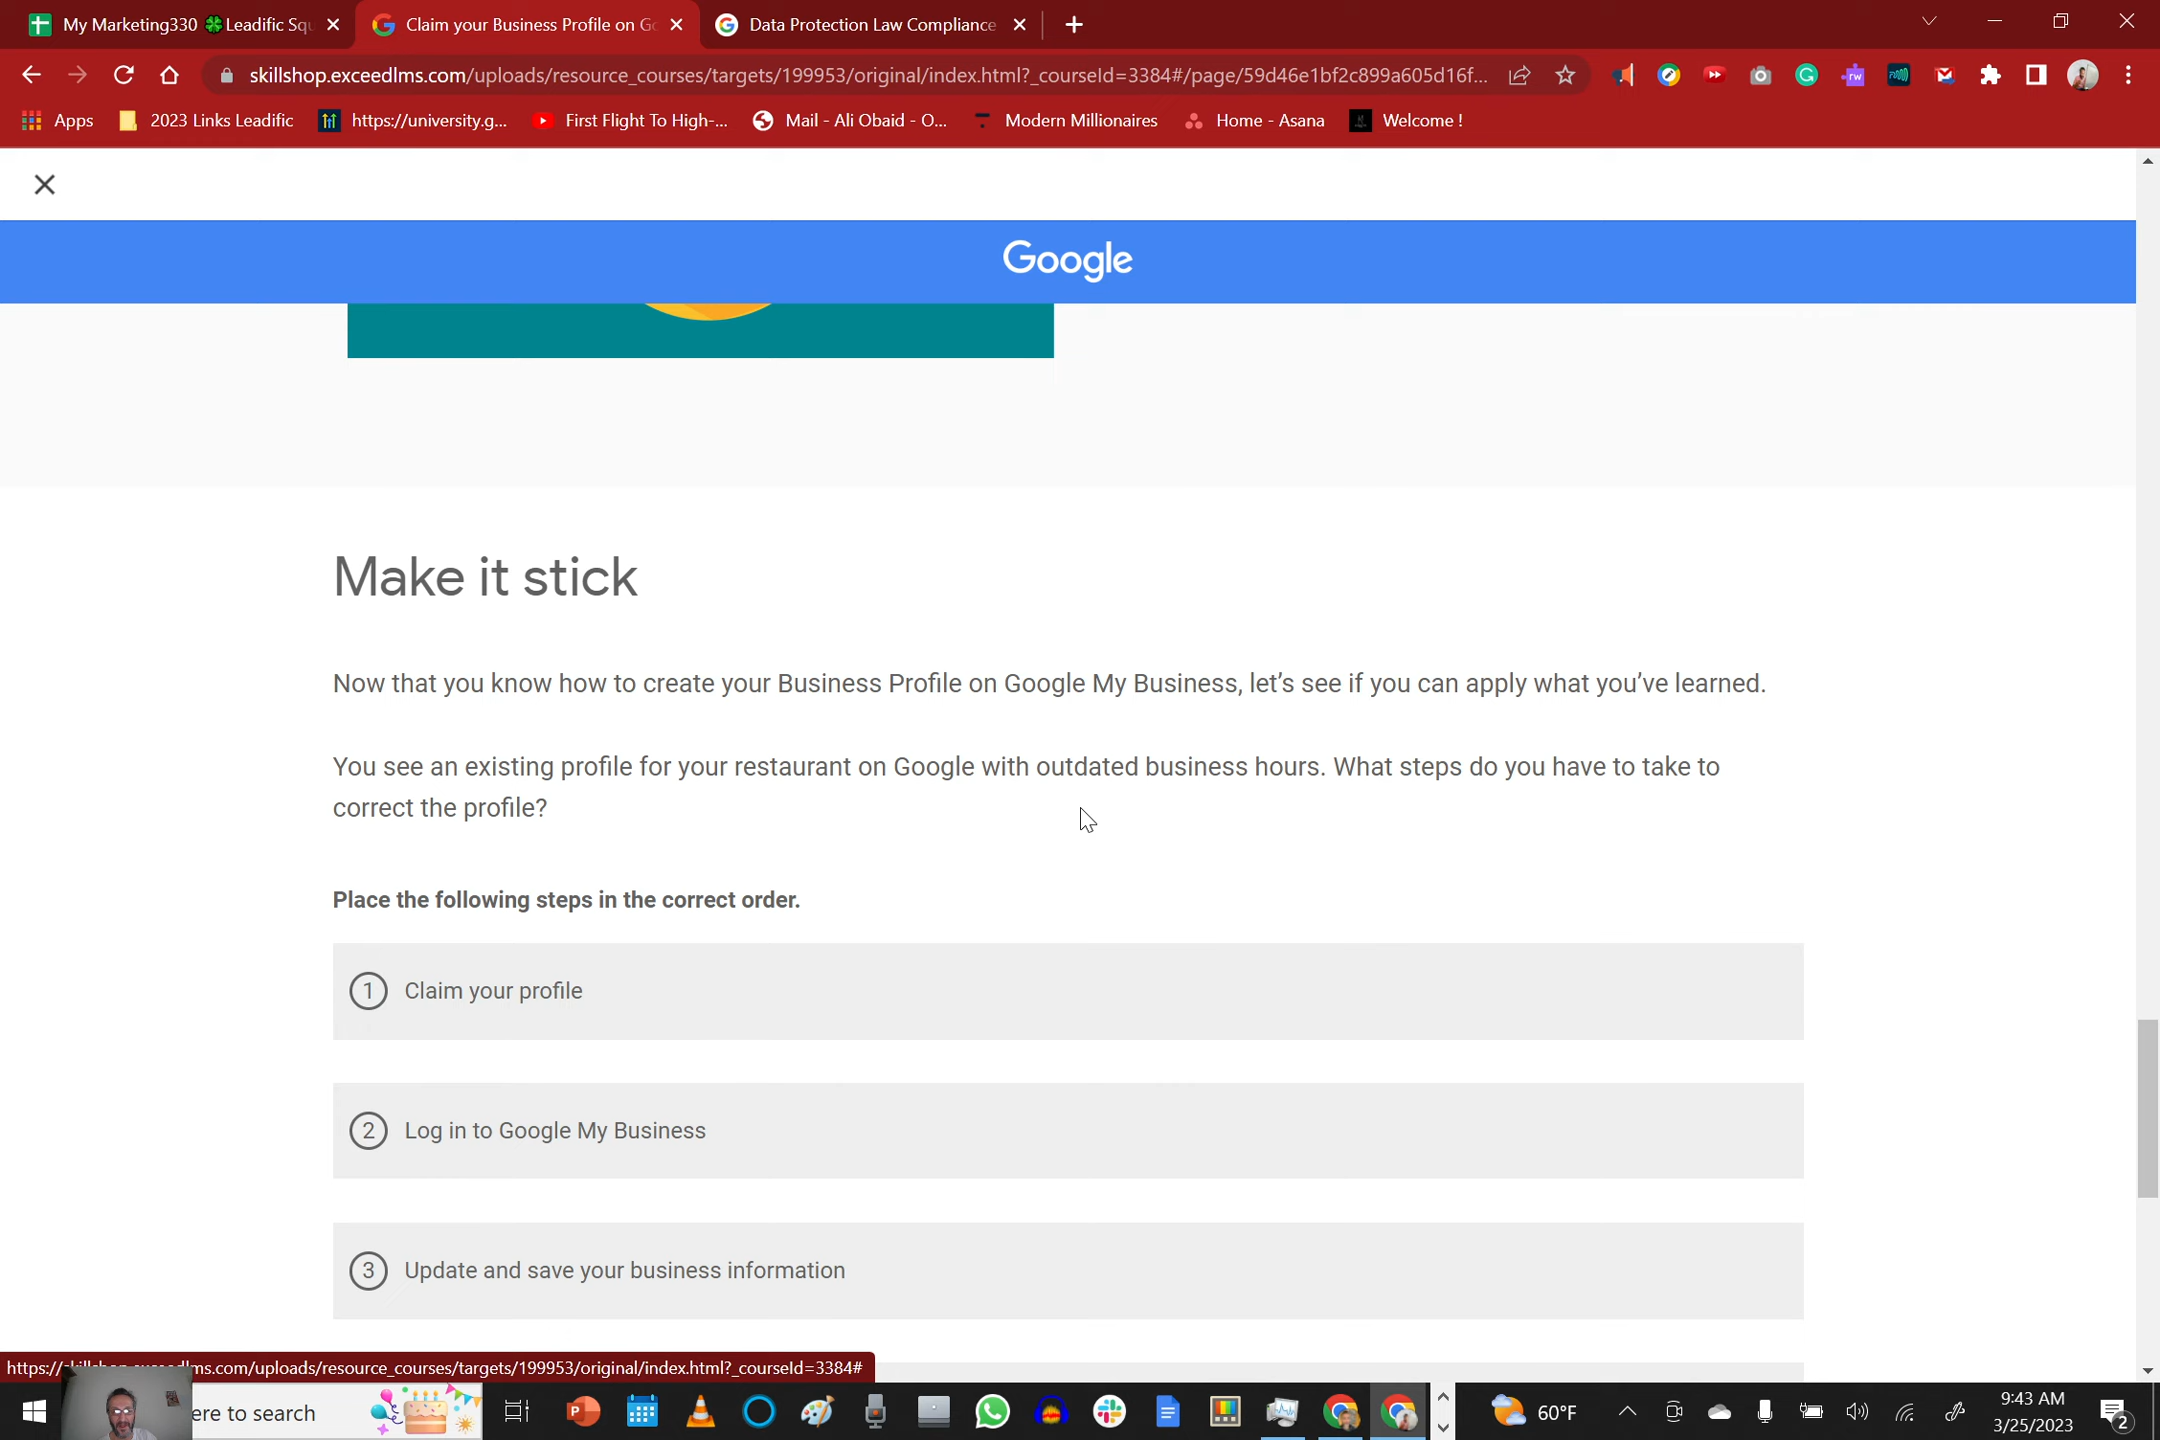 My Marketing330 🍀Leadific Squ
Claim your Business Profile on Go
Data Protection Law Compliance
skillshop.exceedlms.com/uploads/resource_courses/targets/199953/original/index.html?_courseId=3384#/page/59d46e1bf2c899a605d16f...
Apps
2023 Links Leadific
https://university.g...
First Flight To High-...
Mail - Ali Obaid - O...
Modern Millionaires
Home - Asana
Welcome !
Google
Make it stick
Now that you know how to create your Business Profile on Google My Business, let’s see if you can apply what you’ve learned.
You see an existing profile for your restaurant on Google with outdated business hours. What steps do you have to take to
correct the profile?
Place the following steps in the correct order.
1 Claim your profile
2 Log in to Google My Business
3 Update and save your business information
https://skillshop.exceedlms.com/uploads/resource_courses/targets/199953/original/index.html?_courseId=3384#
ere to search
60°F
9:43 AM
3/25/2023
2